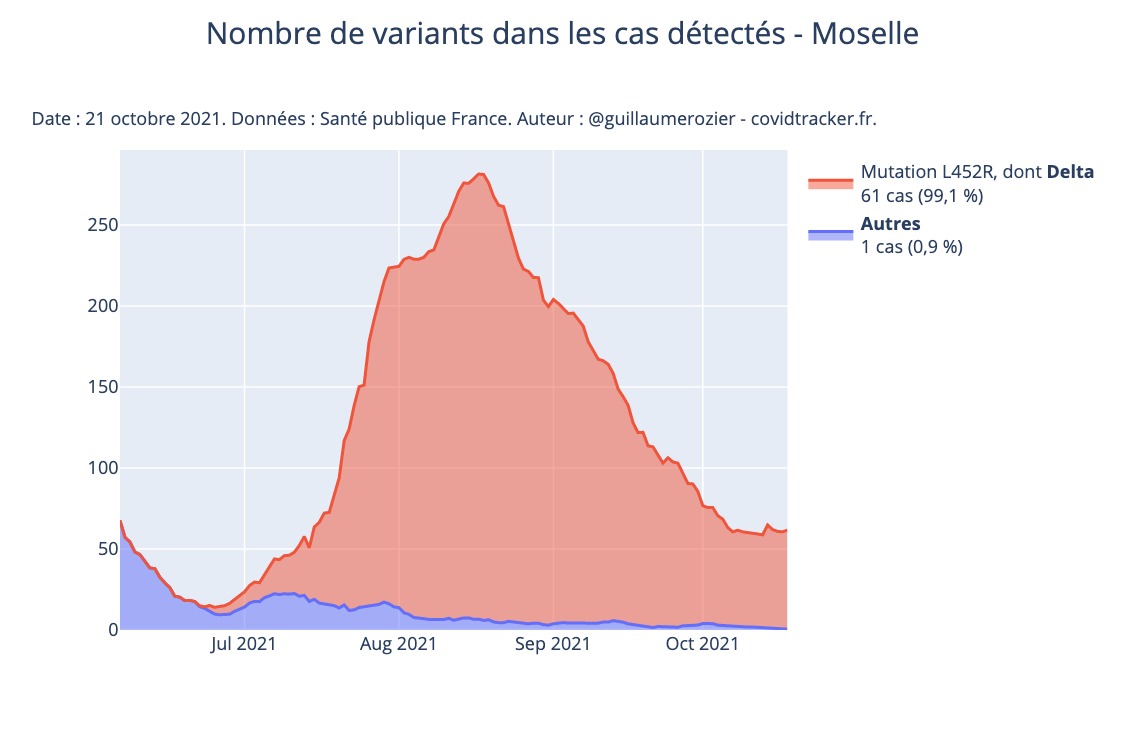 Nombre de variants dans les cas détectés - Moselle
Date : 21 octobre 2021. Données : Santé publique France. Auteur : @guillaumerozier - covidtracker.fr.
Mutation L452R, dont Delta
61 cas (99,1 %)
Autres
1 cas (0,9 %)
250
200
150
100
50
0
Jul 2021 Aug 2021 Sep 2021 Oct 2021